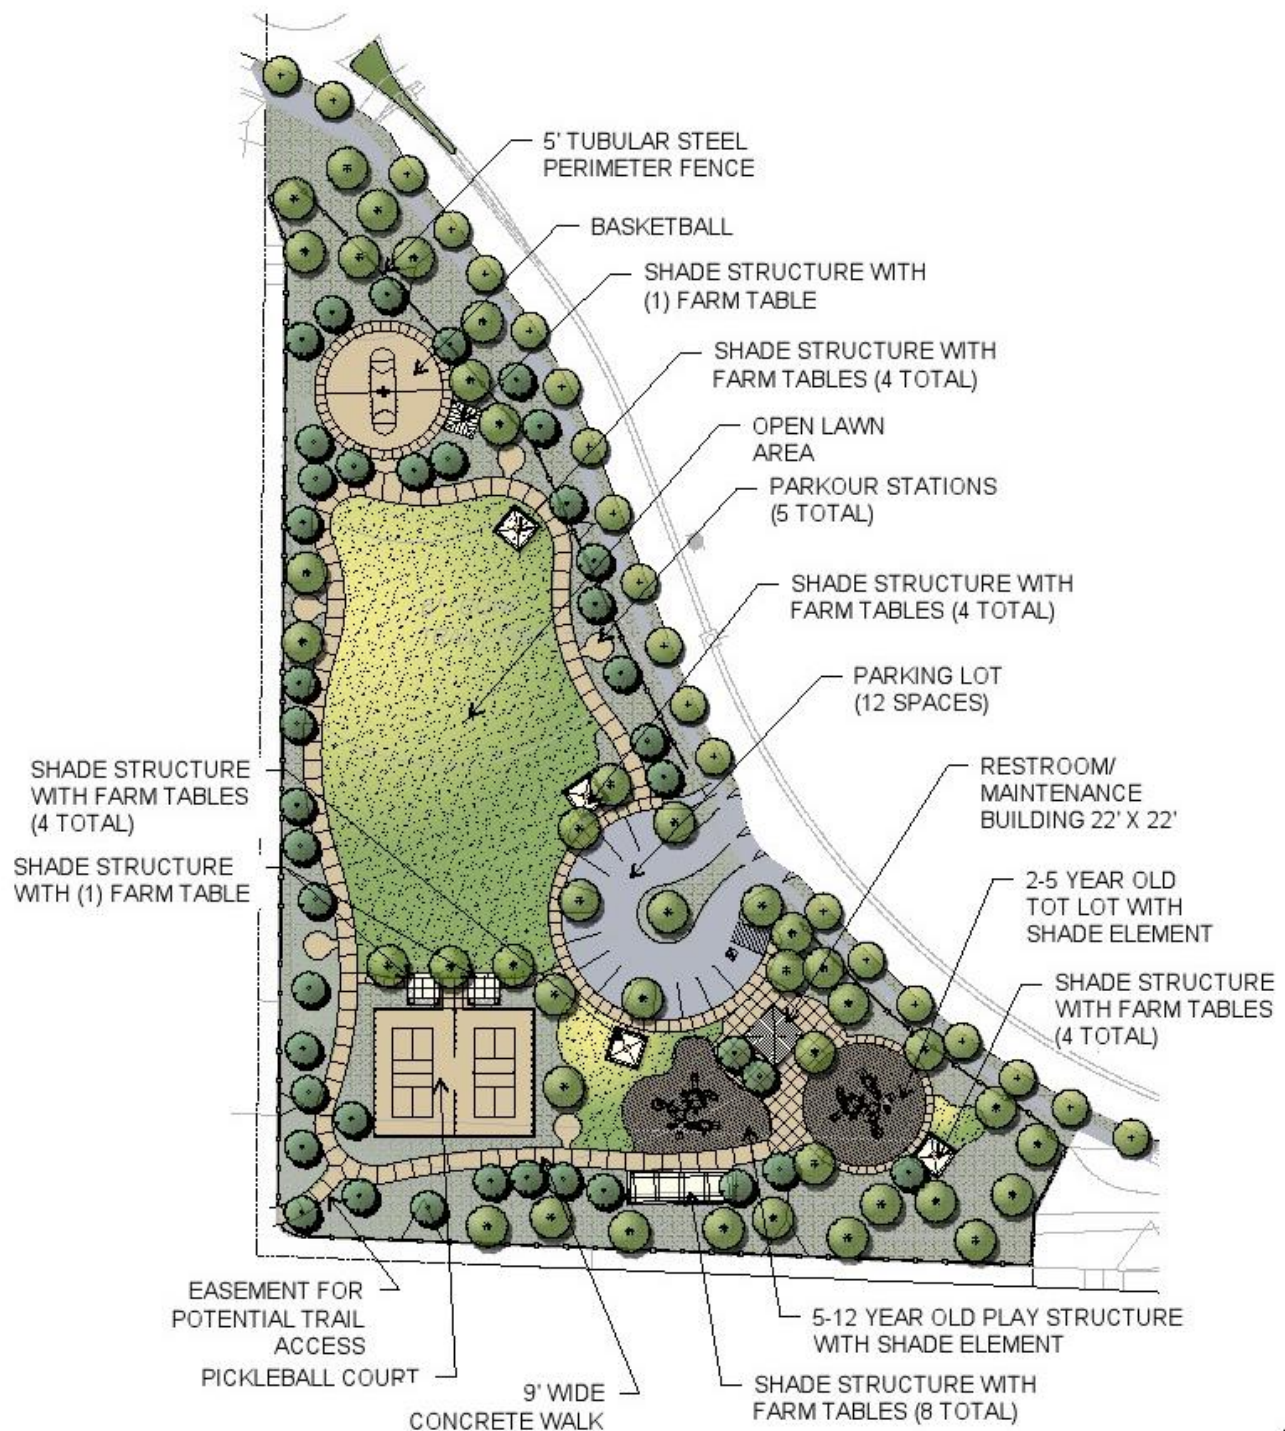 5' TUBULAR STEEL
PERIMETER FENCE
BASKETBALL
SHADE STRUCTURE WITH
(1) FARM TABLE
SHADE STRUCTURE WITH
FARM TABLES (4 TOTAL)
OPEN LAWN
AREA
PARKOUR STATIONS
(5 TOTAL)
SHADE STRUCTURE WITH
FARM TABLES (4 TOTAL)
PARKING LOT
(12 SPACES)
RESTROOM/
MAINTENANCE
BUILDING 22' X 22'
2-5 YEAR OLD
TOT LOT WITH
SHADE ELEMENT
SHADE STRUCTURE
WITH FARM TABLES
(4 TOTAL)
SHADE STRUCTURE
WITH FARM TABLES
(4 TOTAL)
SHADE STRUCTURE
WITH (1) FARM TABLE
EASEMENT FOR
POTENTIAL TRAIL
ACCESS
PICKLEBALL COURT
9' WIDE
CONCRETE WALK
5-12 YEAR OLD PLAY STRUCTURE
WITH SHADE ELEMENT
SHADE STRUCTURE WITH
FARM TABLES (8 TOTAL)